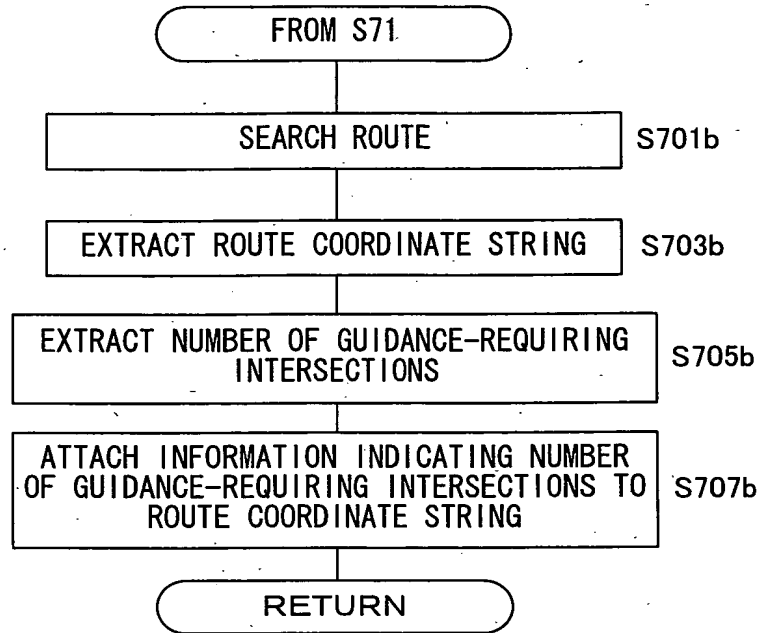 FROM S71
SEARCH ROUTE
S701b
EXTRACT ROUTE COORDINATE STRING
S703b
EXTRACT NUMBER OF GUIDANCE-REQUIRING
INTERSECTIONS
S705b
ATTACH INFORMATION INDICATING NUMBER
OF GUIDANCE-REQUIRING INTERSECTIONS TO
ROUTE COORDINATE STRING
S707b
RETURN